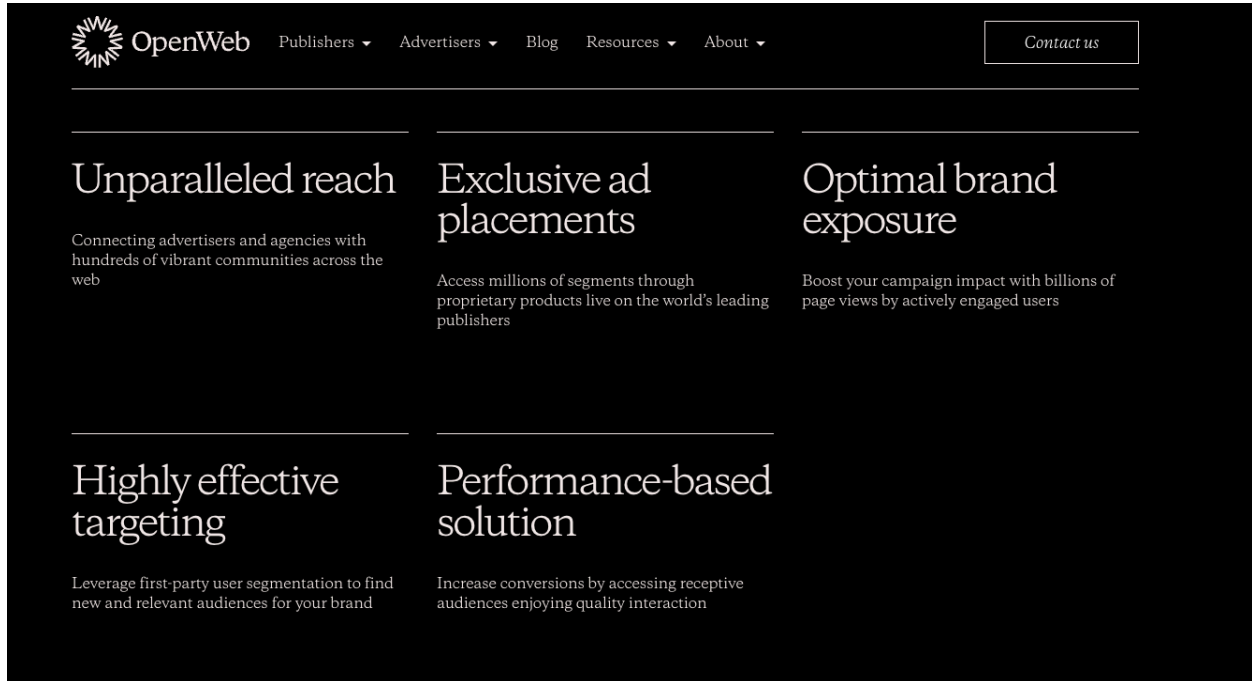 OpenWeb
Publishers
Advertisers
Blog
Resources
About
Contact us
Unparalleled reach
Connecting advertisers and agencies with
hundreds of vibrant communities across the
web
Exclusive ad
placements
Access millions of segments through
proprietary products live on the world’s leading
publishers
Optimal brand
exposure
Boost your campaign impact with billions of
page views by actively engaged users
Highly effective
targeting
Leverage first-party user segmentation to find
new and relevant audiences for your brand
Performance-based
solution
Increase conversions by accessing receptive
audiences enjoying quality interaction